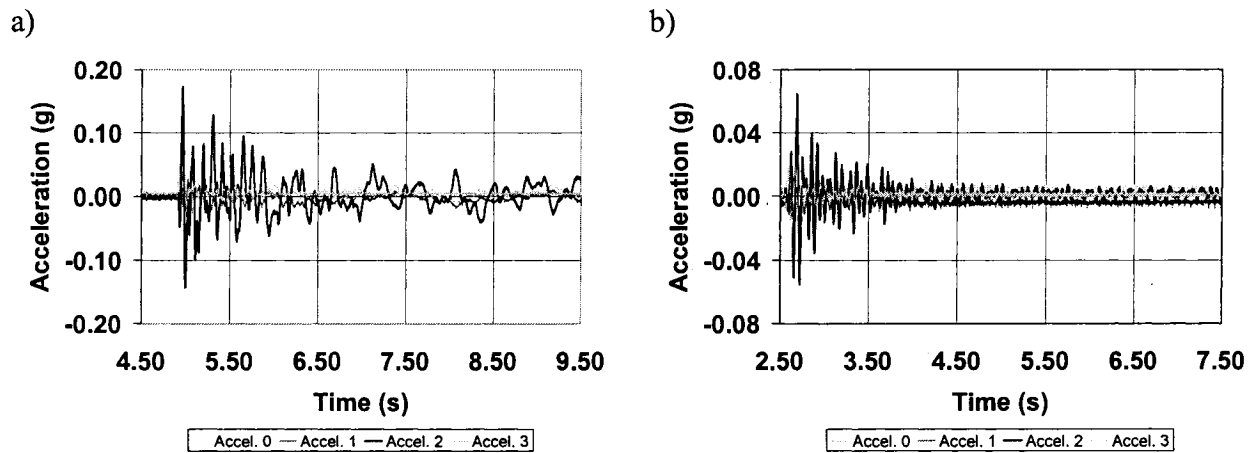 a)
0.20
0.10
0.00
-0.10
-0.20
Acceleration (g)
4.50 5.50 6.50 7.50 8.50 9.50
Time (s)
Accel. 0 Accel. 1 Accel. 2 Accel. 3
b)
0.08
0.04
0.00
-0.04
-0.08
Acceleration (g)
2.50 3.50 4.50 5.50 6.50 7.50
Time (s)
Accel. 0 Accel. 1 Accel. 2 Accel. 3